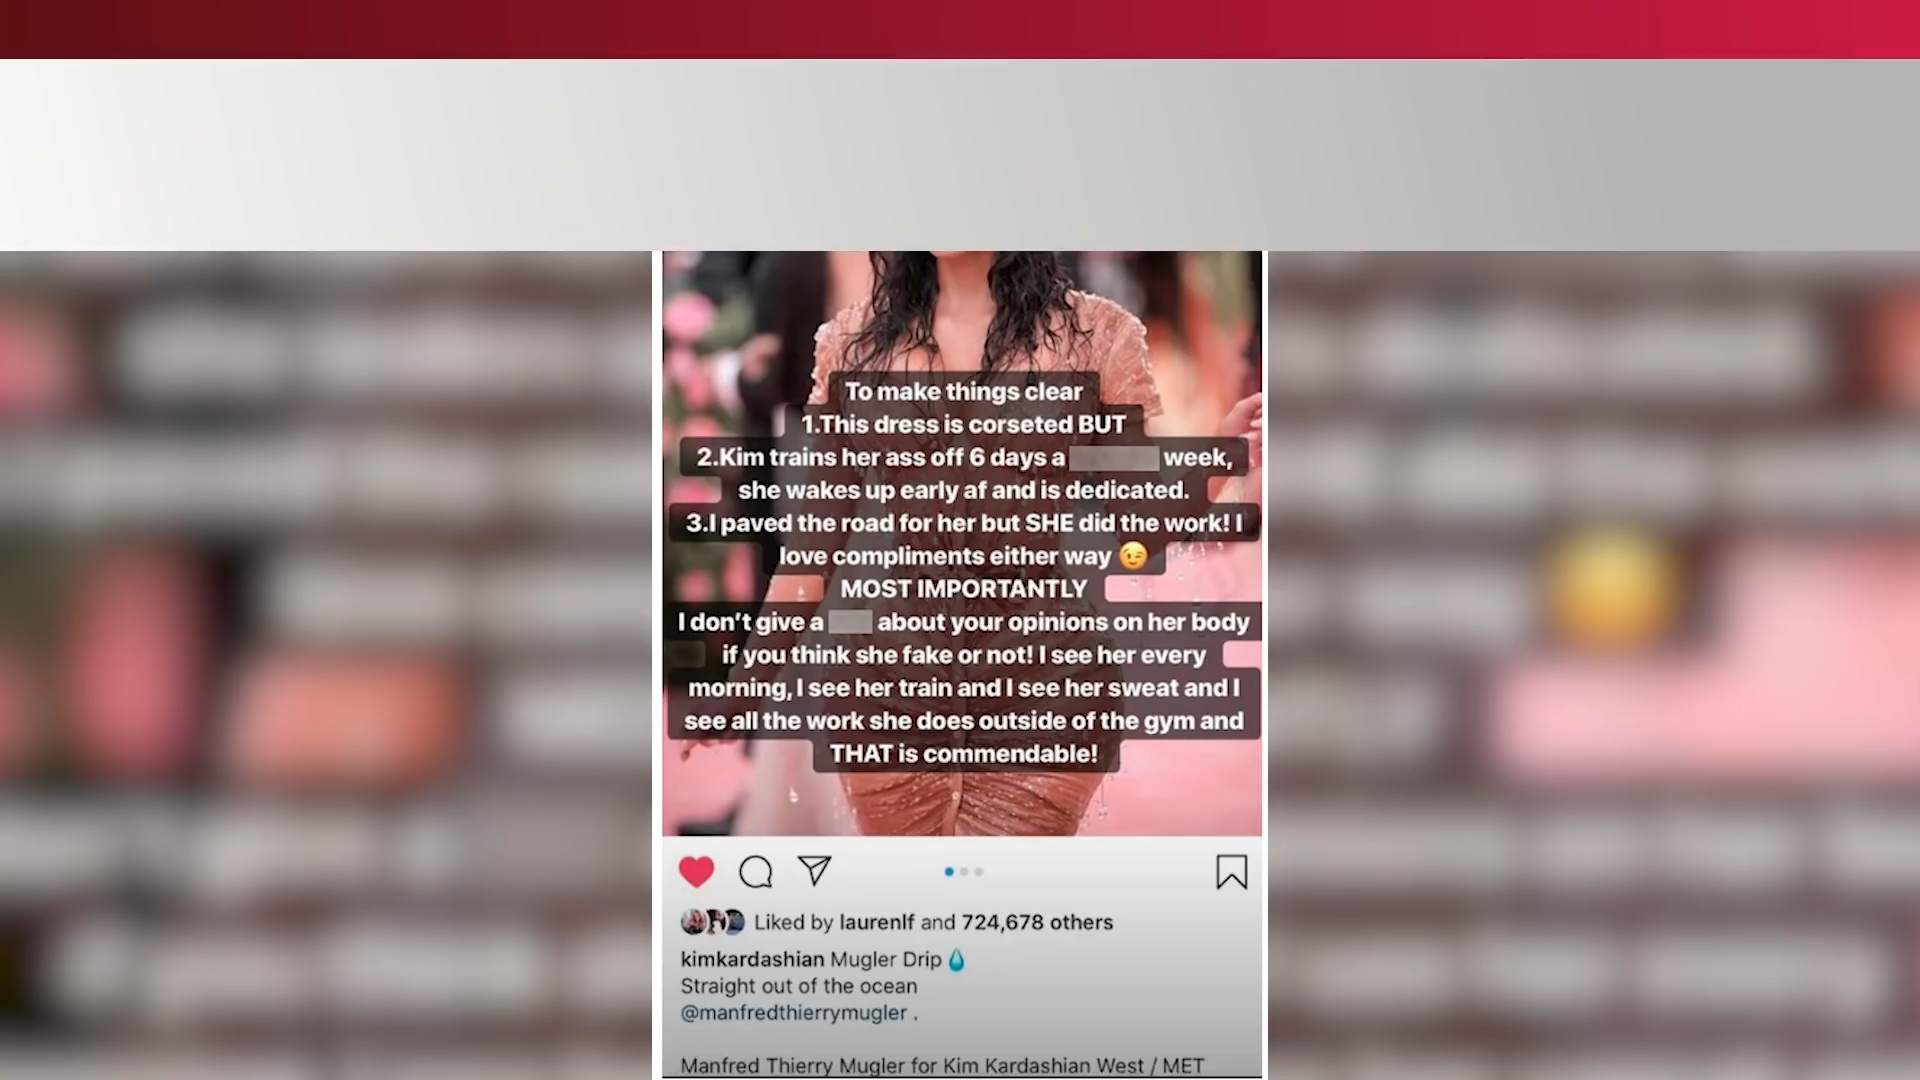 To make things clear
1.This dress is corseted BUT
2.Kim trains her ass off 6 days a week,
she wakes up early af and is dedicated.
3.I paved the road for her but SHE did the work! I
love compliments either way 😉
MOST IMPORTANTLY
I don't give a about your opinions on her body
if you think she fake or not! I see her every
morning, I see her train and I see her sweat and I
see all the work she does outside of the gym and
THAT is commendable!
Liked by laurenlf and 724,678 others
kimkardashian Mugler Drip 💧
Straight out of the ocean
@manfredthierrymugler .
Manfred Thierry Mugler for Kim Kardashian West / MET